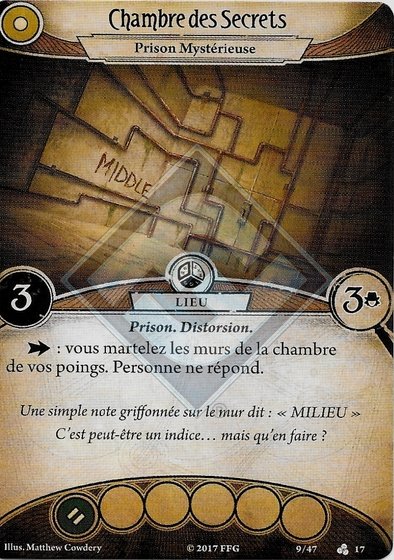 Chambre des Secrets
Prison Mystérieuse
MIDDLE
3
LIEU
3
Prison. Distorsion.
: vous martelez les murs de la chambre
de vos poings. Personne ne répond.
Une simple note griffonnée sur le mur dit : « MILIEU »
C'est peut-être un indice… mais qu'en faire ?
Illus. Matthew Cowdery
© 2017 FFG
9/47
17